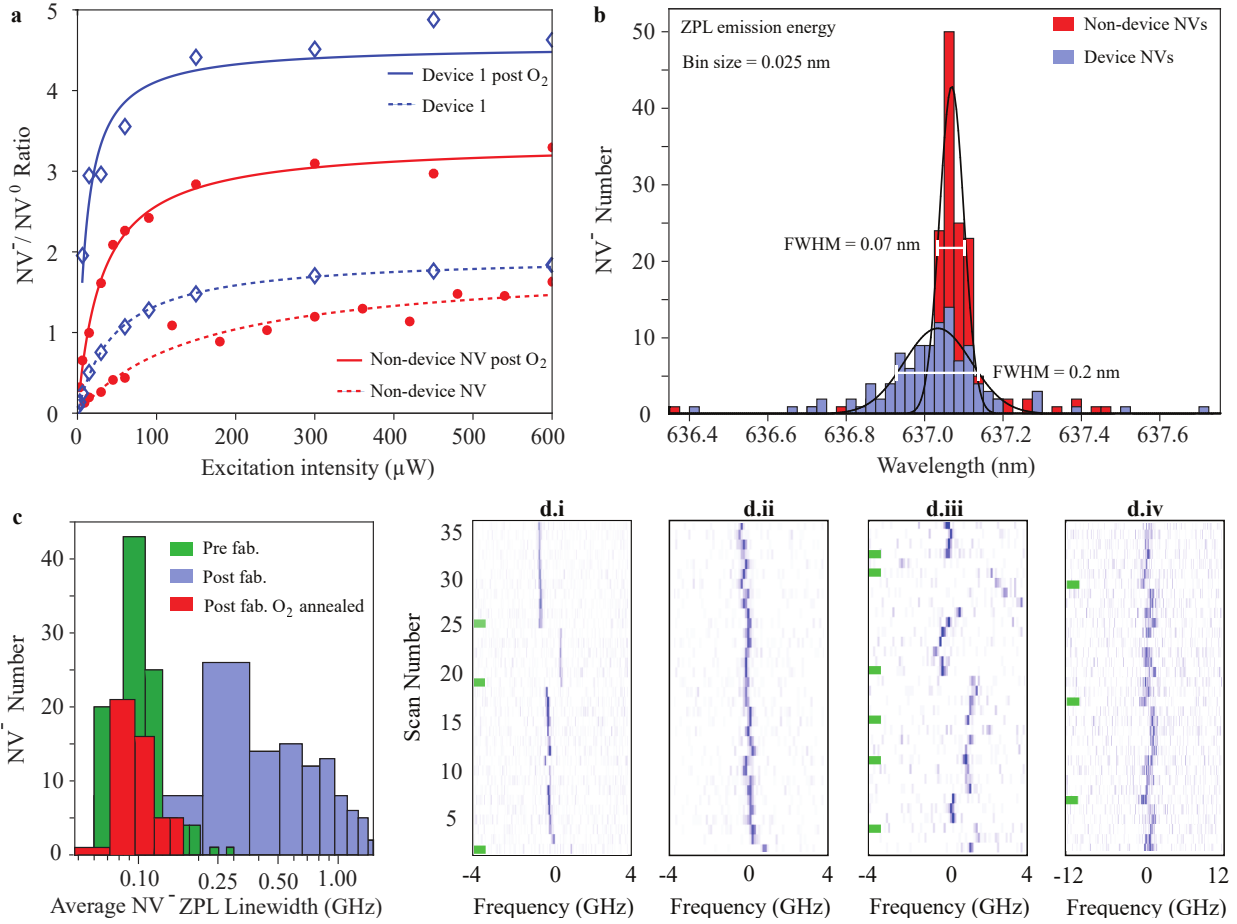 a
5
4
3
2
1
0
NV⁻/ NV⁰ Ratio
Device 1 post O₂
Device 1
Non-device NV post O₂
Non-device NV
0 100 200 300 400 500 600
Excitation intensity (µW)
b
ZPL emission energy
Bin size = 0.025 nm
Non-device NVs
Device NVs
50
40
30
20
10
0
NV⁻ Number
FWHM = 0.07 nm
FWHM = 0.2 nm
636.4 636.6 636.8 637.0 637.2 637.4 637.6
Wavelength (nm)
c
Pre fab.
Post fab.
Post fab. O₂ annealed
40
30
20
10
0
NV⁻ Number
0.10 0.25 0.50 1.00
Average NV⁻ ZPL Linewidth (GHz)
d.i
35
30
25
20
15
10
5
Scan Number
-4 0 4
Frequency (GHz)
d.ii
-4 0 4
Frequency (GHz)
d.iii
-4 0 4
Frequency (GHz)
d.iv
-12 0 12
Frequency (GHz)